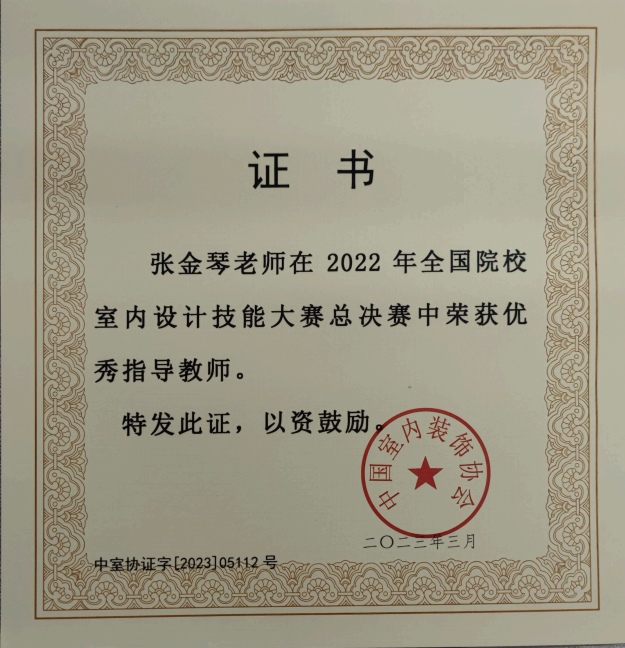 证 书
张金琴老师在 2022 年全国院校
室内设计技能大赛总决赛中荣获优
秀指导教师。
特发此证，以资鼓励。
中国室内装饰协会
二〇二三年三月
中室协证字[2023]05112 号